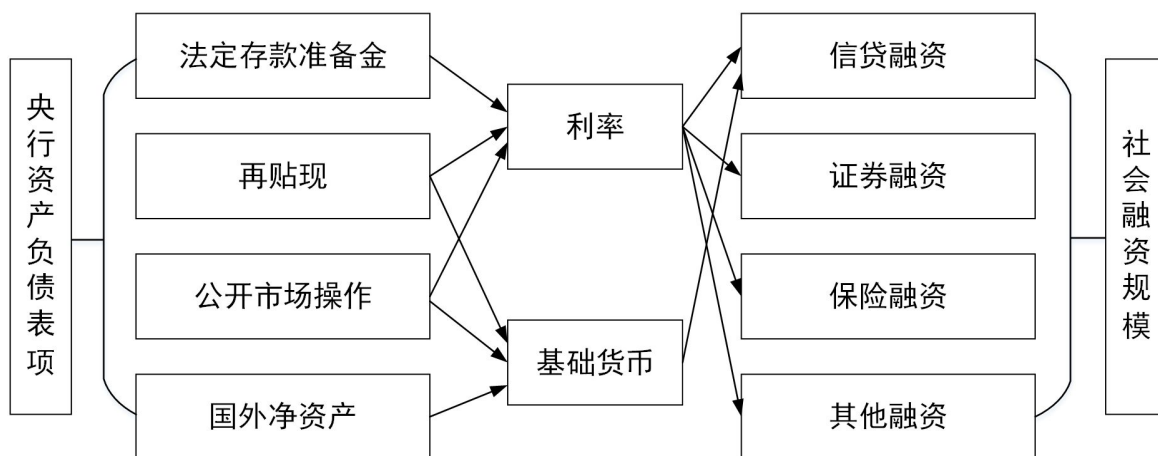 央行资产负债表项
法定存款准备金
再贴现
公开市场操作
国外净资产
利率
基础货币
信贷融资
证券融资
保险融资
其他融资
社会融资规模